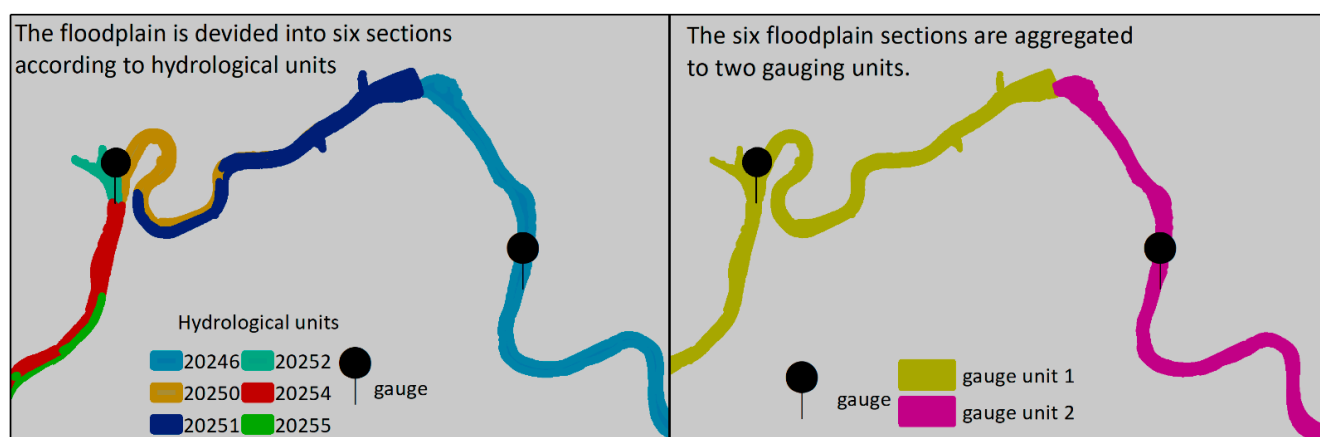 The floodplain is devided into six sections
according to hydrological units
Hydrological units
20246 20252
20250 20254
20251 20255
gauge
The six floodplain sections are aggregated
to two gauging units.
gauge
gauge unit 1
gauge unit 2